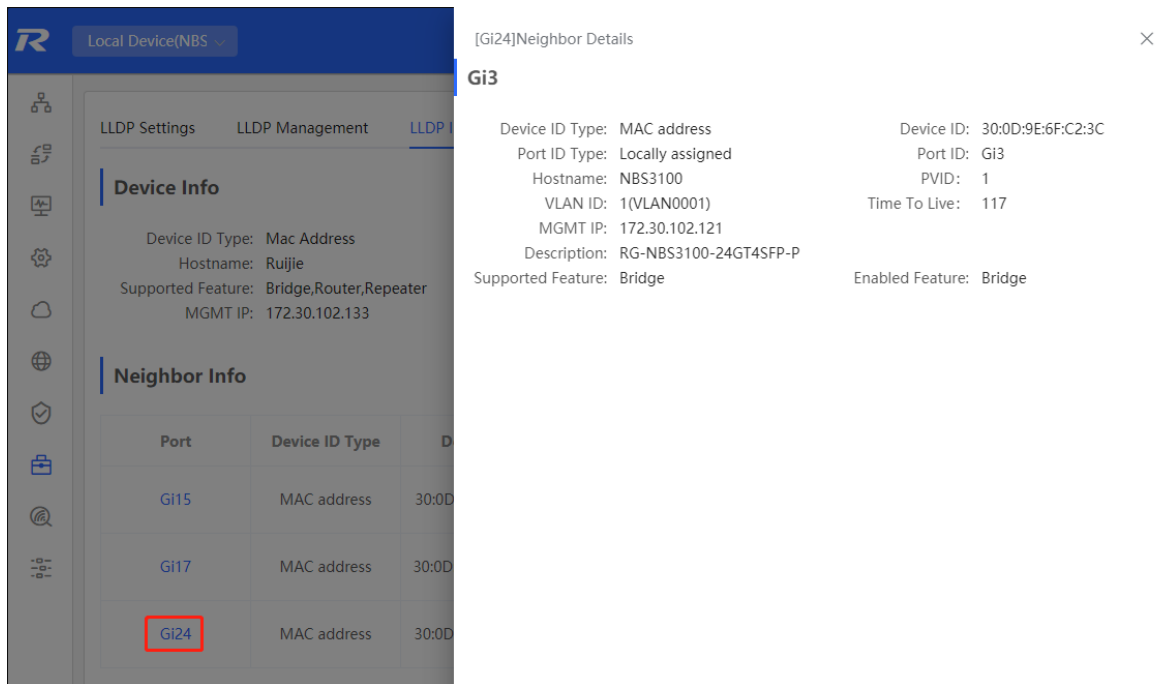 Local Device(NBS
LLDP Settings LLDP Management LLDP I
Device Info
Device ID Type: Mac Address
Hostname: Ruijie
Supported Feature: Bridge,Router,Repeater
MGMT IP: 172.30.102.133
Neighbor Info
Port Device ID Type D
Gi15 MAC address 30:0D
Gi17 MAC address 30:0D
Gi24 MAC address 30:0D
[Gi24]Neighbor Details
Gi3
Device ID Type: MAC address Device ID: 30:0D:9E:6F:C2:3C
Port ID Type: Locally assigned Port ID: Gi3
Hostname: NBS3100 PVID: 1
VLAN ID: 1(VLAN0001) Time To Live: 117
MGMT IP: 172.30.102.121
Description: RG-NBS3100-24GT4SFP-P
Supported Feature: Bridge Enabled Feature: Bridge